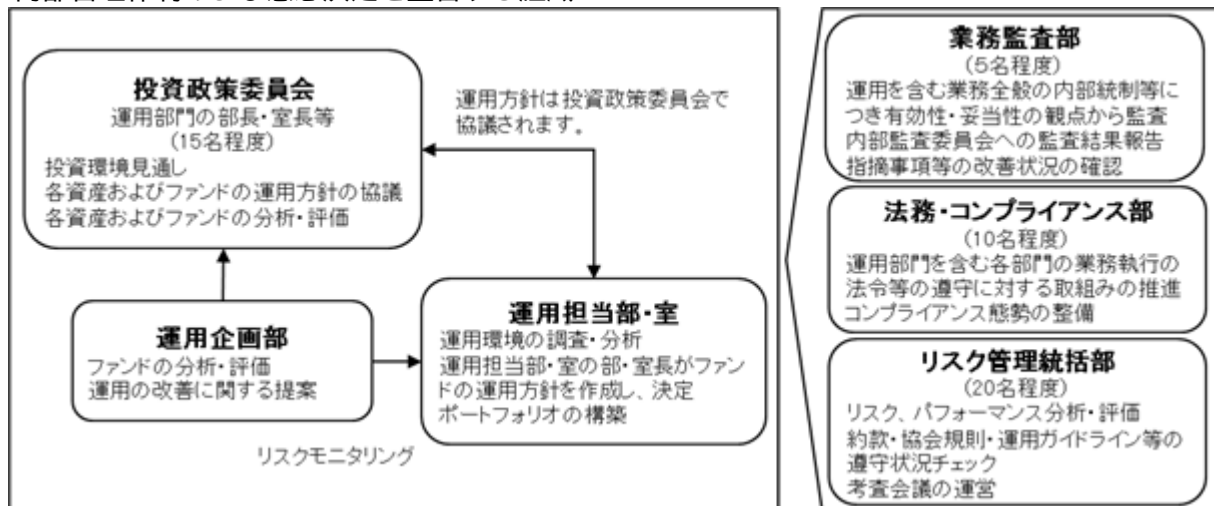 投資政策委員会
運用部門の部長・室長等
(15名程度)
投資環境見通し
各資産およびファンドの運用方針の協議
各資産およびファンドの分析・評価
運用方針は投資政策委員会で
協議されます。
運用企画部
ファンドの分析・評価
運用の改善に関する提案
運用担当部・室
運用環境の調査・分析
運用担当部・室の部・室長がファン
ドの運用方針を作成し、決定
ポートフォリオの構築
リスクモニタリング
業務監査部
(5名程度)
運用を含む業務全般の内部統制等に
つき有効性・妥当性の観点から監査
内部監査委員会への監査結果報告
指摘事項等の改善状況の確認
法務・コンプライアンス部
(10名程度)
運用部門を含む各部門の業務執行の
法令等の遵守に対する取組みの推進
コンプライアンス態勢の整備
リスク管理統括部
(20名程度)
リスク、パフォーマンス分析・評価
約款・協会規則・運用ガイドライン等の
遵守状況チェック
考査会議の運営